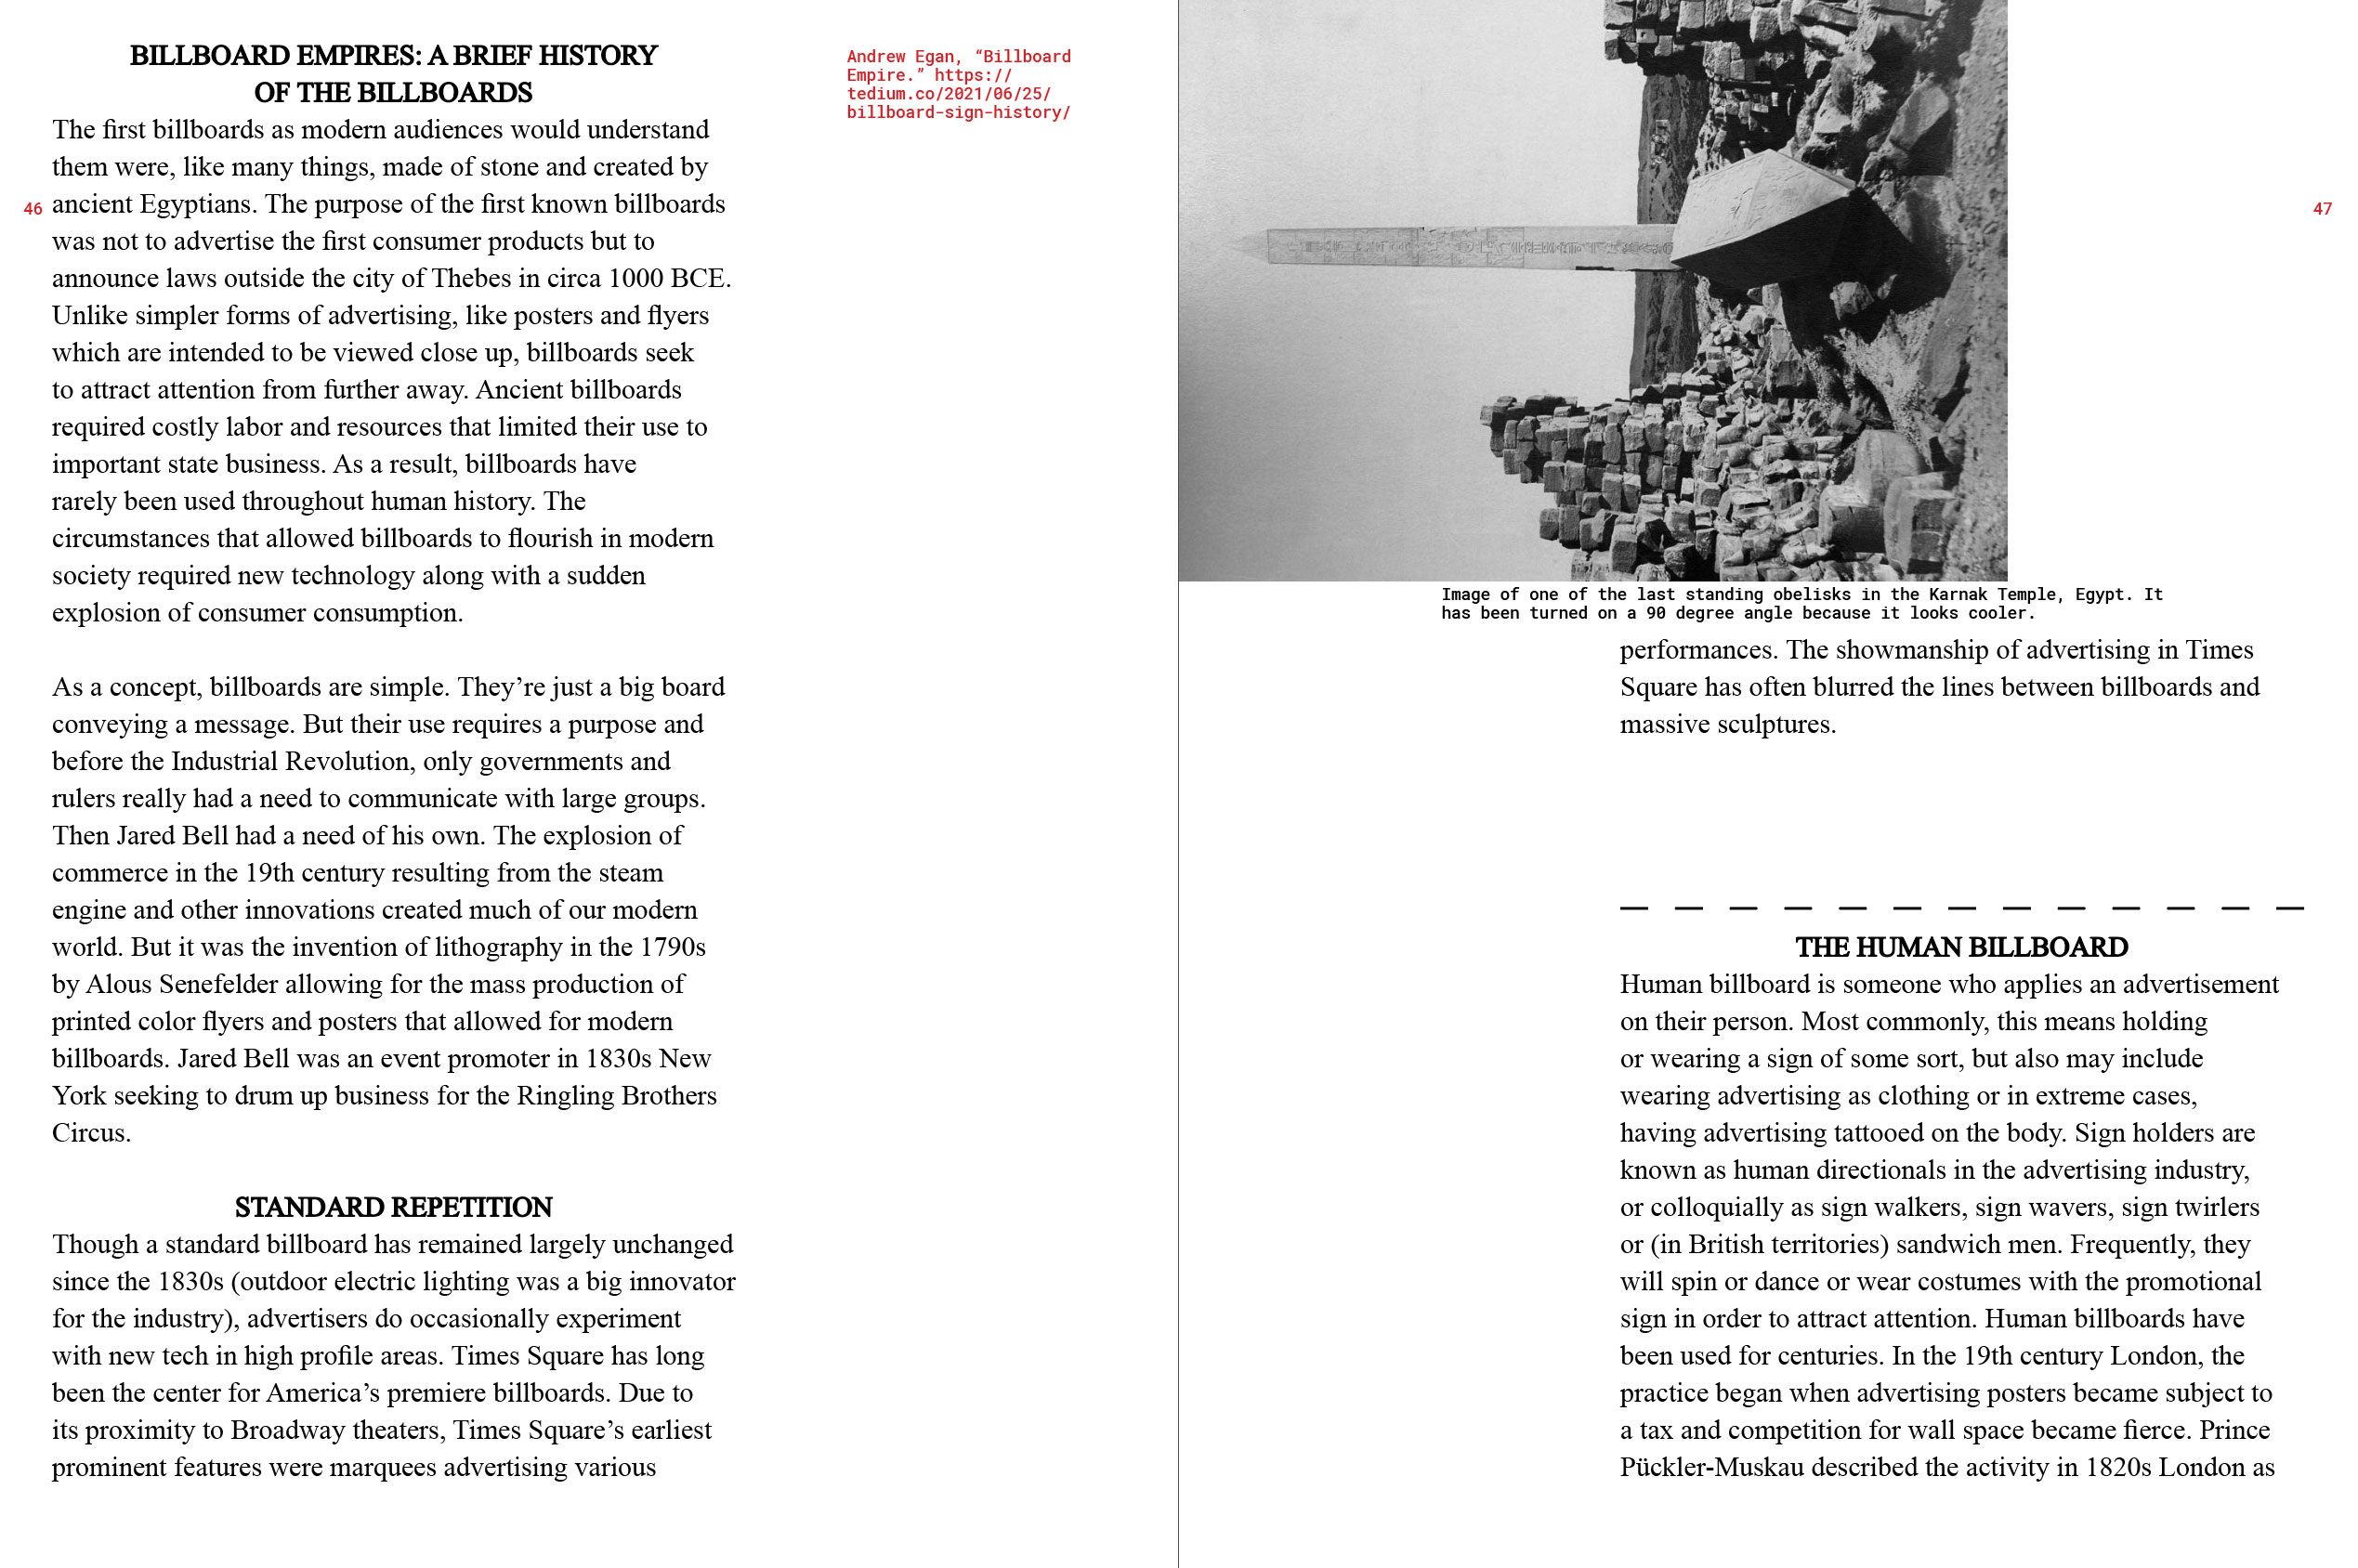 BILLBOARD EMPIRES: A BRIEF HISTORY
OF THE BILLBOARDS
The first billboards as modern audiences would understand
them were, like many things, made of stone and created by
ancient Egyptians. The purpose of the first known billboards
was not to advertise the first consumer products but to
announce laws outside the city of Thebes in circa 1000 BCE.
Unlike simpler forms of advertising, like posters and flyers
which are intended to be viewed close up, billboards seek
to attract attention from further away. Ancient billboards
required costly labor and resources that limited their use to
important state business. As a result, billboards have
rarely been used throughout human history. The
circumstances that allowed billboards to flourish in modern
society required new technology along with a sudden
explosion of consumer consumption.
As a concept, billboards are simple. They’re just a big board
conveying a message. But their use requires a purpose and
before the Industrial Revolution, only governments and
rulers really had a need to communicate with large groups.
Then Jared Bell had a need of his own. The explosion of
commerce in the 19th century resulting from the steam
engine and other innovations created much of our modern
world. But it was the invention of lithography in the 1790s
by Alous Senefelder allowing for the mass production of
printed color flyers and posters that allowed for modern
billboards. Jared Bell was an event promoter in 1830s New
York seeking to drum up business for the Ringling Brothers
Circus.
STANDARD REPETITION
Though a standard billboard has remained largely unchanged
since the 1830s (outdoor electric lighting was a big innovator
for the industry), advertisers do occasionally experiment
with new tech in high profile areas. Times Square has long
been the center for America’s premiere billboards. Due to
its proximity to Broadway theaters, Times Square’s earliest
prominent features were marquees advertising various
46
Andrew Egan, “Billboard
Empire.” https://
tedium.co/2021/06/25/
billboard-sign-history/
47
Image of one of the last standing obelisks in the Karnak Temple, Egypt. It
has been turned on a 90 degree angle because it looks cooler.
performances. The showmanship of advertising in Times
Square has often blurred the lines between billboards and
massive sculptures.
THE HUMAN BILLBOARD
Human billboard is someone who applies an advertisement
on their person. Most commonly, this means holding
or wearing a sign of some sort, but also may include
wearing advertising as clothing or in extreme cases,
having advertising tattooed on the body. Sign holders are
known as human directionals in the advertising industry,
or colloquially as sign walkers, sign wavers, sign twirlers
or (in British territories) sandwich men. Frequently, they
will spin or dance or wear costumes with the promotional
sign in order to attract attention. Human billboards have
been used for centuries. In the 19th century London, the
practice began when advertising posters became subject to
a tax and competition for wall space became fierce. Prince
Pückler-Muskau described the activity in 1820s London as